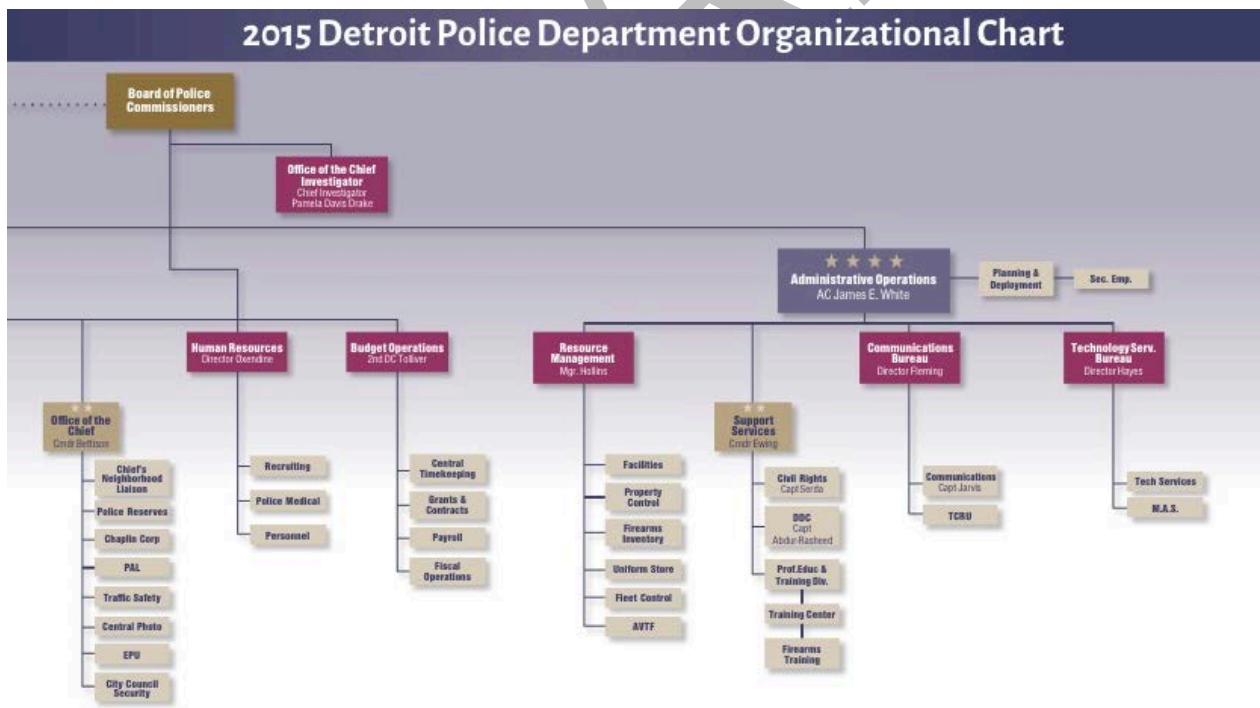 2015 Detroit Police Department Organizational Chart
Board of Police
Commissioners
Office of the Chief
Investigator
Chief Investigator
Pamela Davis Drake
Administrative Operations
AC James E. White
Planning &
Deployment
Sec. Emp.
Human Resources
Director Oxendine
Budget Operations
2nd DC Tolliver
Resource
Management
Mgr. Hollins
Communications
Bureau
Director Fleming
Technology Serv.
Bureau
Director Hayes
Office of the
Chief
Cmdr Bettison
Support
Services
Cmdr Ewing
Chief's
Neighborhood
Liaison
Police Reserves
Chaplin Corp
PAL
Traffic Safety
Central Photo
EPU
City Council
Security
Recruiting
Police Medical
Personnel
Central
Timekeeping
Grants &
Contracts
Payroll
Fiscal
Operations
Facilities
Property
Control
Firearms
Inventory
Uniform Store
Fleet Control
AVTF
Civil Rights
Capt Serda
DDC
Capt
Abdur-Rasheed
Prof.Educ &
Training Div.
Training Center
Firearms
Training
Communications
Capt Jarvis
TCRU
Tech Services
M.A.S.